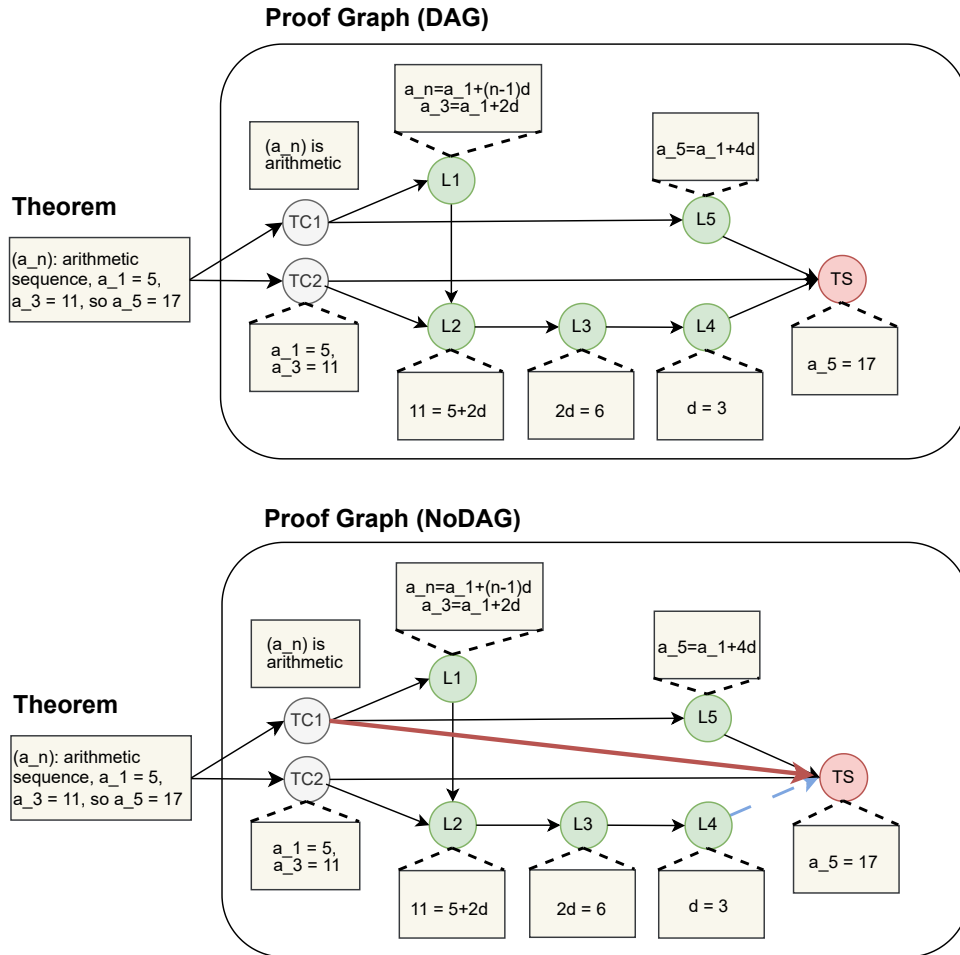 Proof Graph (DAG)
a_n=a_1+(n-1)d
a_3=a_1+2d
(a_n) is
arithmetic
a_5=a_1+4d
L1
Theorem
TC1
L5
(a_n): arithmetic
sequence, a_1 = 5,
a_3 = 11, so a_5 = 17
TC2
TS
L2
L3
L4
a_1 = 5,
a_3 = 11
a_5 = 17
11 = 5+2d
2d = 6
d = 3
Proof Graph (NoDAG)
a_n=a_1+(n-1)d
a_3=a_1+2d
(a_n) is
arithmetic
a_5=a_1+4d
L1
Theorem
TC1
L5
(a_n): arithmetic
sequence, a_1 = 5,
a_3 = 11, so a_5 = 17
TC2
TS
L2
L3
L4
a_1 = 5,
a_3 = 11
a_5 = 17
11 = 5+2d
2d = 6
d = 3